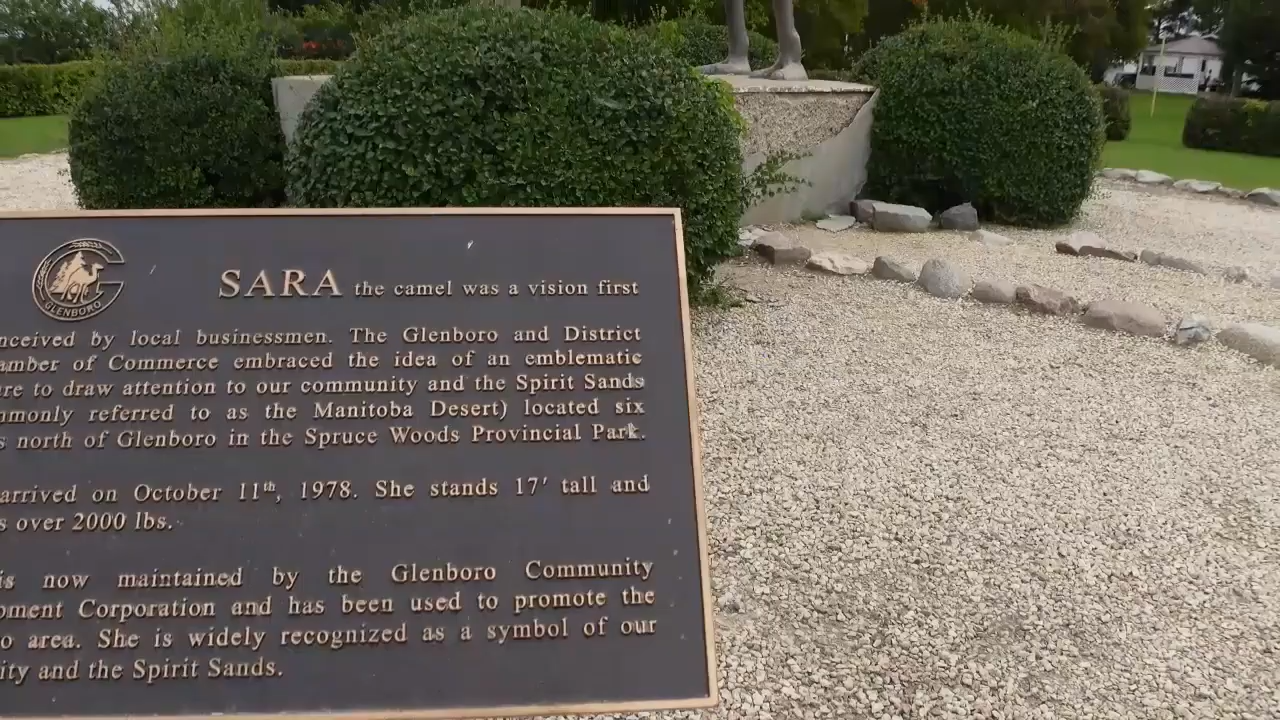 GLENBORO
SARA the camel was a vision first
nceived by local businessmen. The Glenboro and District
amber of Commerce embraced the idea of an emblematic
re to draw attention to our community and the Spirit Sands
mmonly referred to as the Manitoba Desert) located six
s north of Glenboro in the Spruce Woods Provincial Park.
arrived on October 11th, 1978. She stands 17' tall and
s over 2000 lbs.
is now maintained by the Glenboro Community
pment Corporation and has been used to promote the
o area. She is widely recognized as a symbol of our
ity and the Spirit Sands.